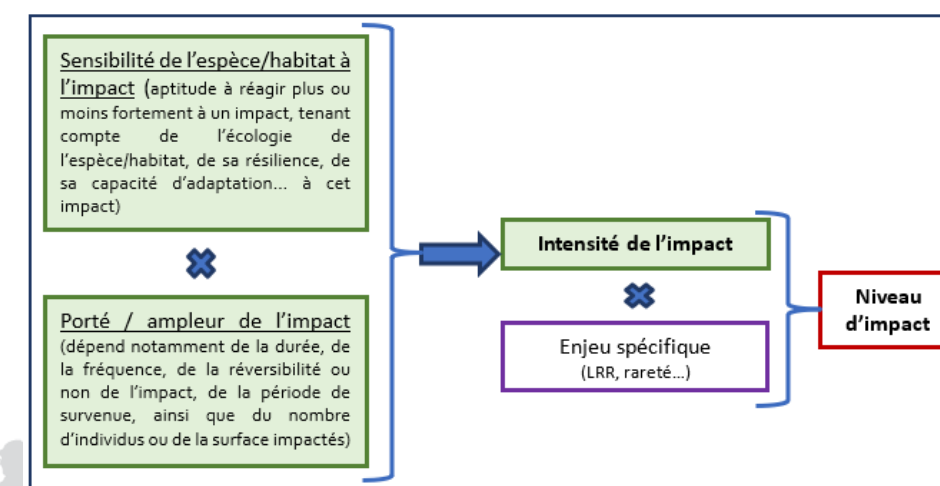 Sensibilité de l'espèce/habitat à
l'impact (aptitude à réagir plus ou
moins fortement à un impact, tenant
compte de l'écologie de
l'espèce/habitat, de sa résilience, de
sa capacité d'adaptation... à cet
impact)
Porté / ampleur de l'impact
(dépend notamment de la durée, de
la fréquence, de la réversibilité ou
non de l'impact, de la période de
survenue, ainsi que du nombre
d'individus ou de la surface impactés)
Intensité de l'impact
Enjeu spécifique
(LRR, rareté...)
Niveau
d'impact